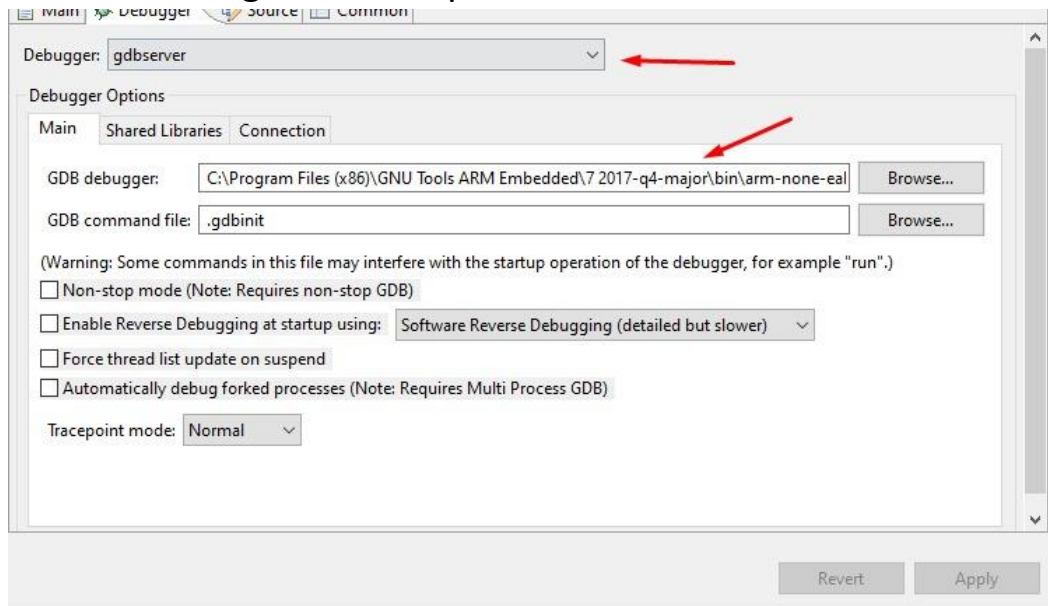 Main Debugger Source Common
Debugger: gdbserver
Debugger Options
Main Shared Libraries Connection
GDB debugger: C:\Program Files (x86)\GNU Tools ARM Embedded\7 2017-q4-major\bin\arm-none-eal Browse...
GDB command file: .gdbinit Browse...
(Warning: Some commands in this file may interfere with the startup operation of the debugger, for example "run".)
Non-stop mode (Note: Requires non-stop GDB)
Enable Reverse Debugging at startup using: Software Reverse Debugging (detailed but slower)
Force thread list update on suspend
Automatically debug forked processes (Note: Requires Multi Process GDB)
Tracepoint mode: Normal
Revert Apply